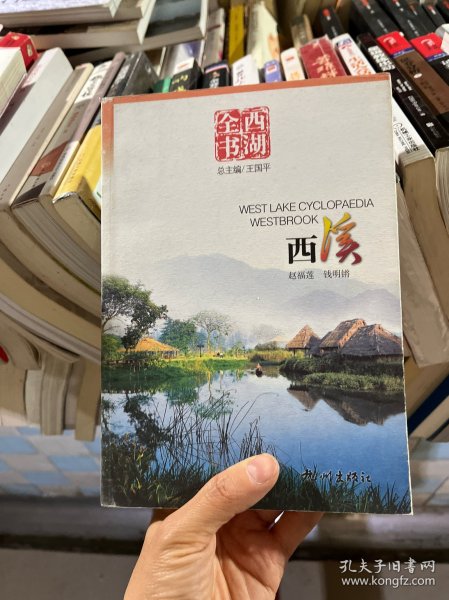 西湖
全书
总主编/王国平
WEST LAKE CYCLOPAEDIA
WESTBROOK
西溪
赵福莲 钱明锵
杭州出版社
孔夫子旧书网
www.kongfz.com